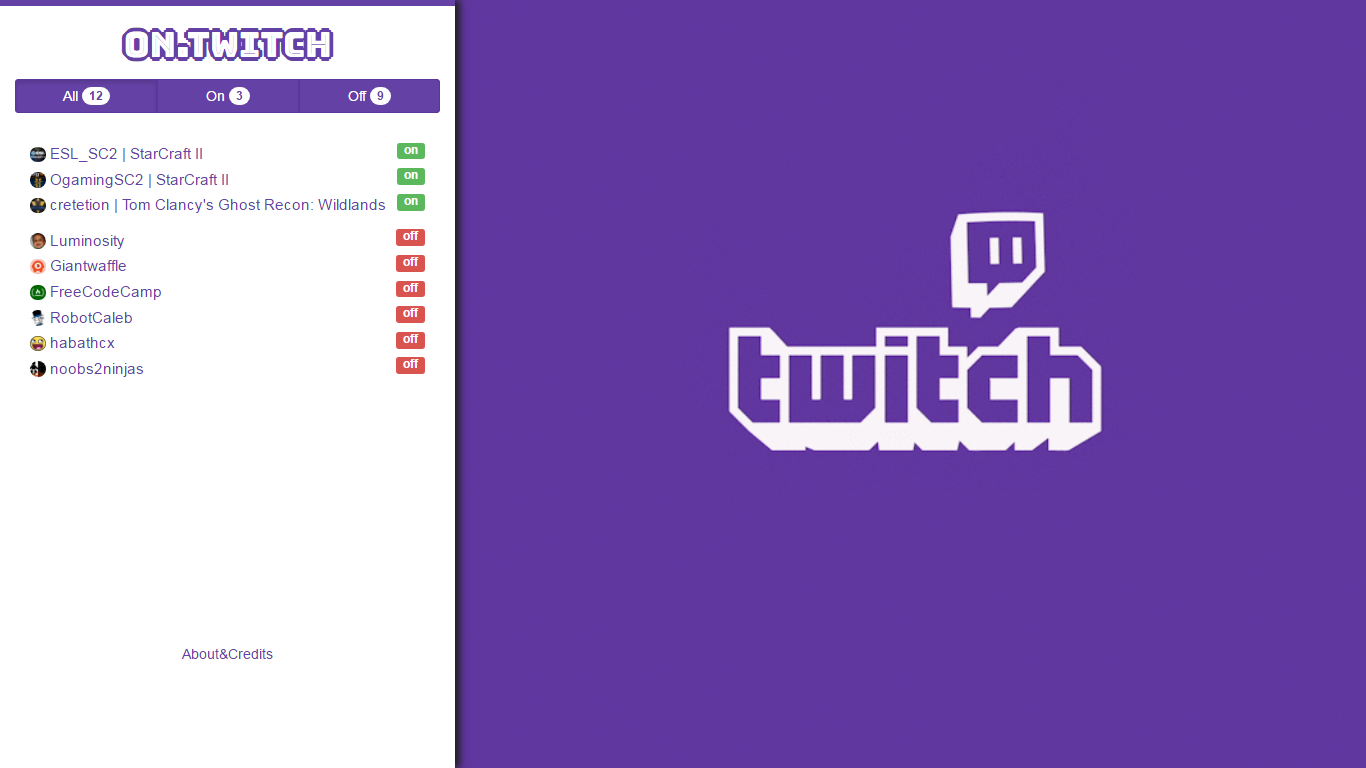 ON.TWITCH
All 12 On 3 Off 9
ESL_SC2 | StarCraft II on
OgamingSC2 | StarCraft II on
cretetion | Tom Clancy's Ghost Recon: Wildlands on
Luminosity off
Giantwaffle off
FreeCodeCamp off
RobotCaleb off
habathcx off
noobs2ninjas off
About&Credits
twitch